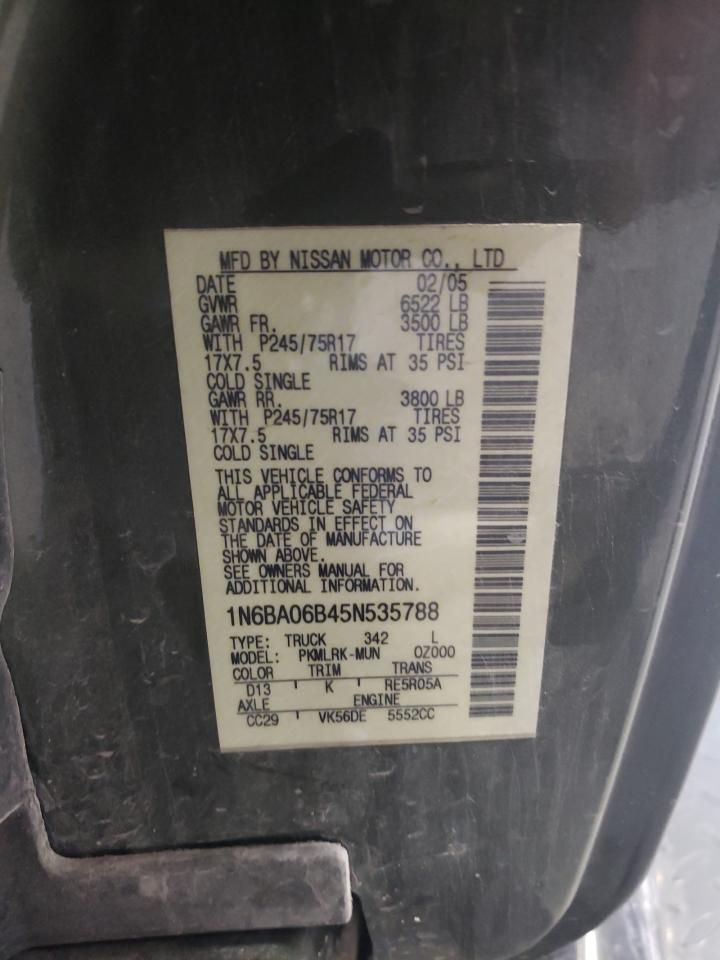 MFD BY NISSAN MOTOR CO., LTD
DATE 02/05
GVWR 6522 LB
GAWR FR. 3500 LB
WITH P245/75R17 TIRES
17X7.5 RIMS AT 35 PSI
COLD SINGLE
GAWR RR. 3800 LB
WITH P245/75R17 TIRES
17X7.5 RIMS AT 35 PSI
COLD SINGLE
THIS VEHICLE CONFORMS TO
ALL APPLICABLE FEDERAL
MOTOR VEHICLE SAFETY
STANDARDS IN EFFECT ON
THE DATE OF MANUFACTURE
SHOWN ABOVE.
SEE OWNERS MANUAL FOR
ADDITIONAL INFORMATION.
1N6BA06B45N535788
TYPE: TRUCK 342 L
MODEL: PKMLRK-MUN 0Z000
COLOR TRIM TRANS
D13 K RE5R05A
AXLE ENGINE
CC29 VK56DE 5552CC